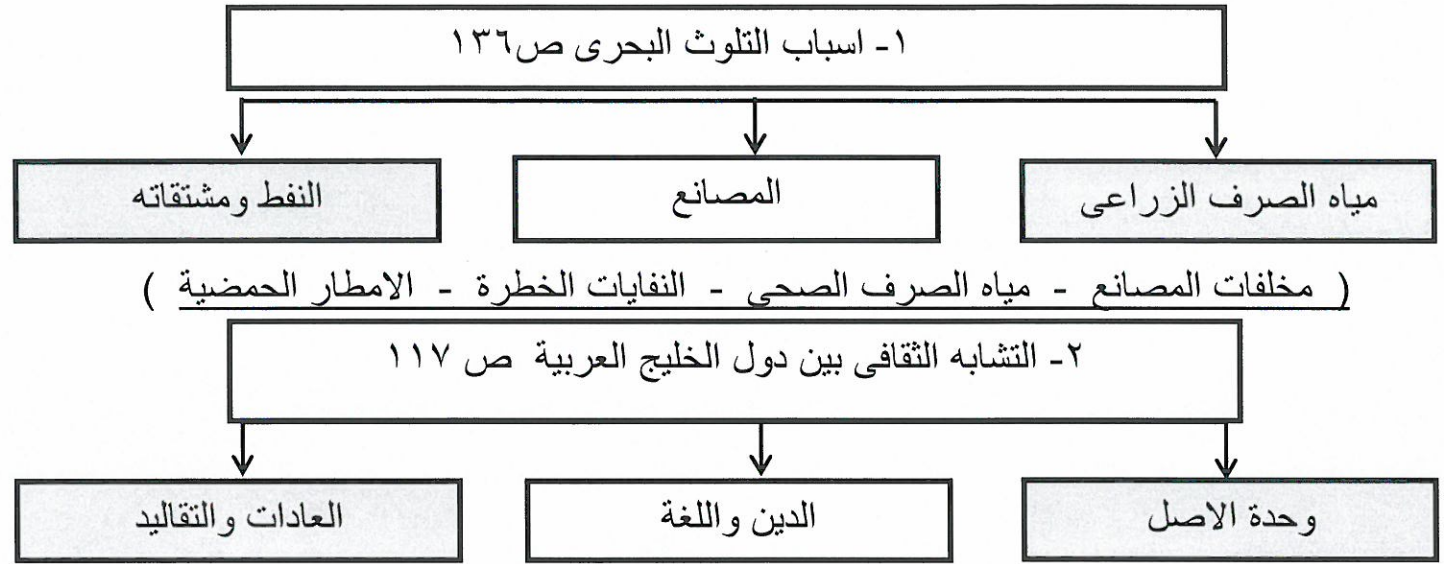 ١- اسباب التلوث البحرى ص١٣٦
مياه الصرف الزراعى
المصانع
النفط ومشتقاته
( مخلفات المصانع - مياه الصرف الصحي - النفايات الخطرة - الامطار الحمضية )
٢- التشابه الثقافى بين دول الخليج العربية ص ١١٧
وحدة الاصل
الدين واللغة
العادات والتقاليد